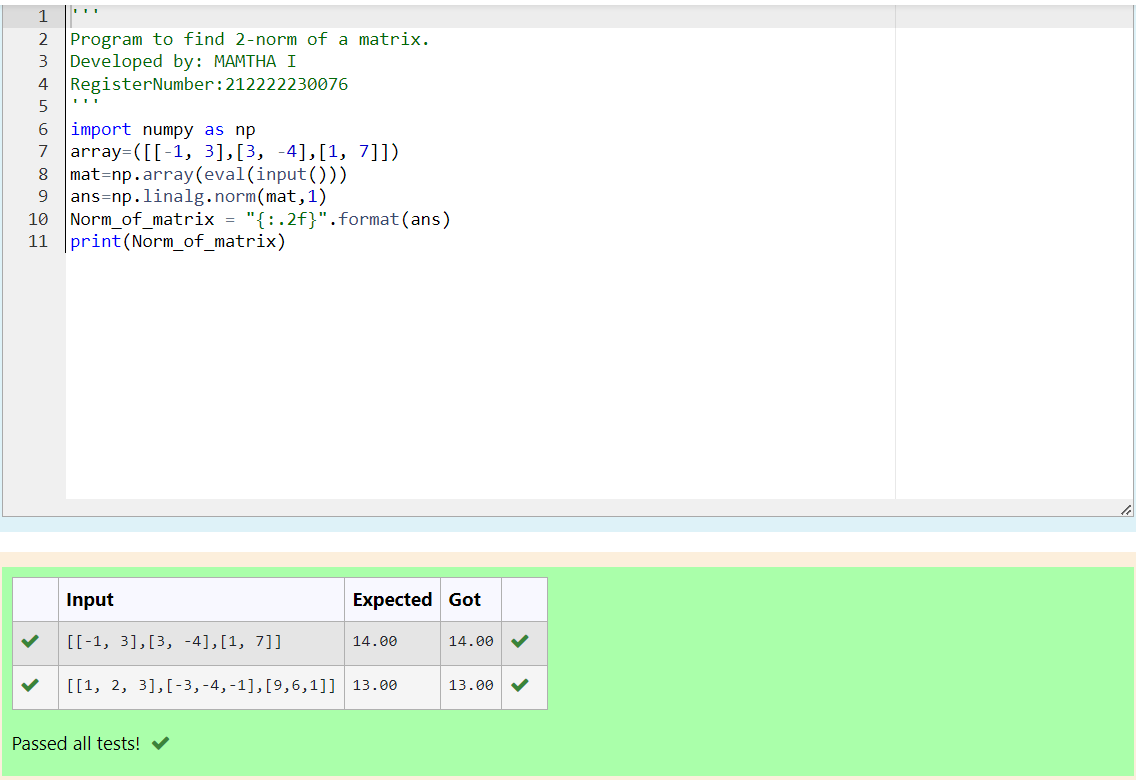 1 '''
2 Program to find 2-norm of a matrix.
3 Developed by: MAMTHA I
4 RegisterNumber:212222230076
5 '''
6 import numpy as np
7 array=([[-1, 3],[3, -4],[1, 7]])
8 mat=np.array(eval(input()))
9 ans=np.linalg.norm(mat,1)
10 Norm_of_matrix = "{:.2f}".format(ans)
11 print(Norm_of_matrix)
Input Expected Got
[[-1, 3],[3, -4],[1, 7]] 14.00 14.00
[[1, 2, 3],[-3,-4,-1],[9,6,1]] 13.00 13.00
Passed all tests!